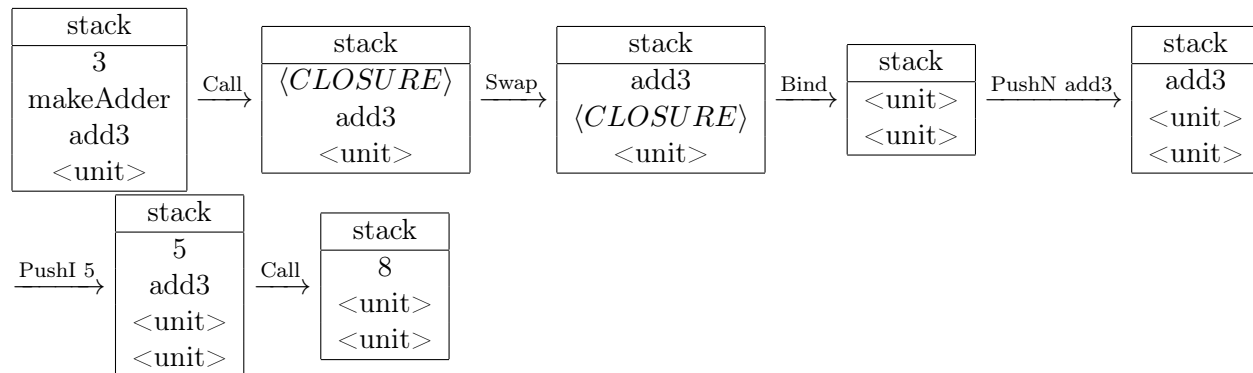 stack
3
makeAdder
add3
<unit>
Call
stack
⟨CLOSURE⟩
add3
<unit>
Swap
stack
add3
⟨CLOSURE⟩
<unit>
Bind
stack
<unit>
<unit>
PushN add3
stack
add3
<unit>
<unit>
PushI 5
stack
5
add3
<unit>
<unit>
Call
stack
8
<unit>
<unit>